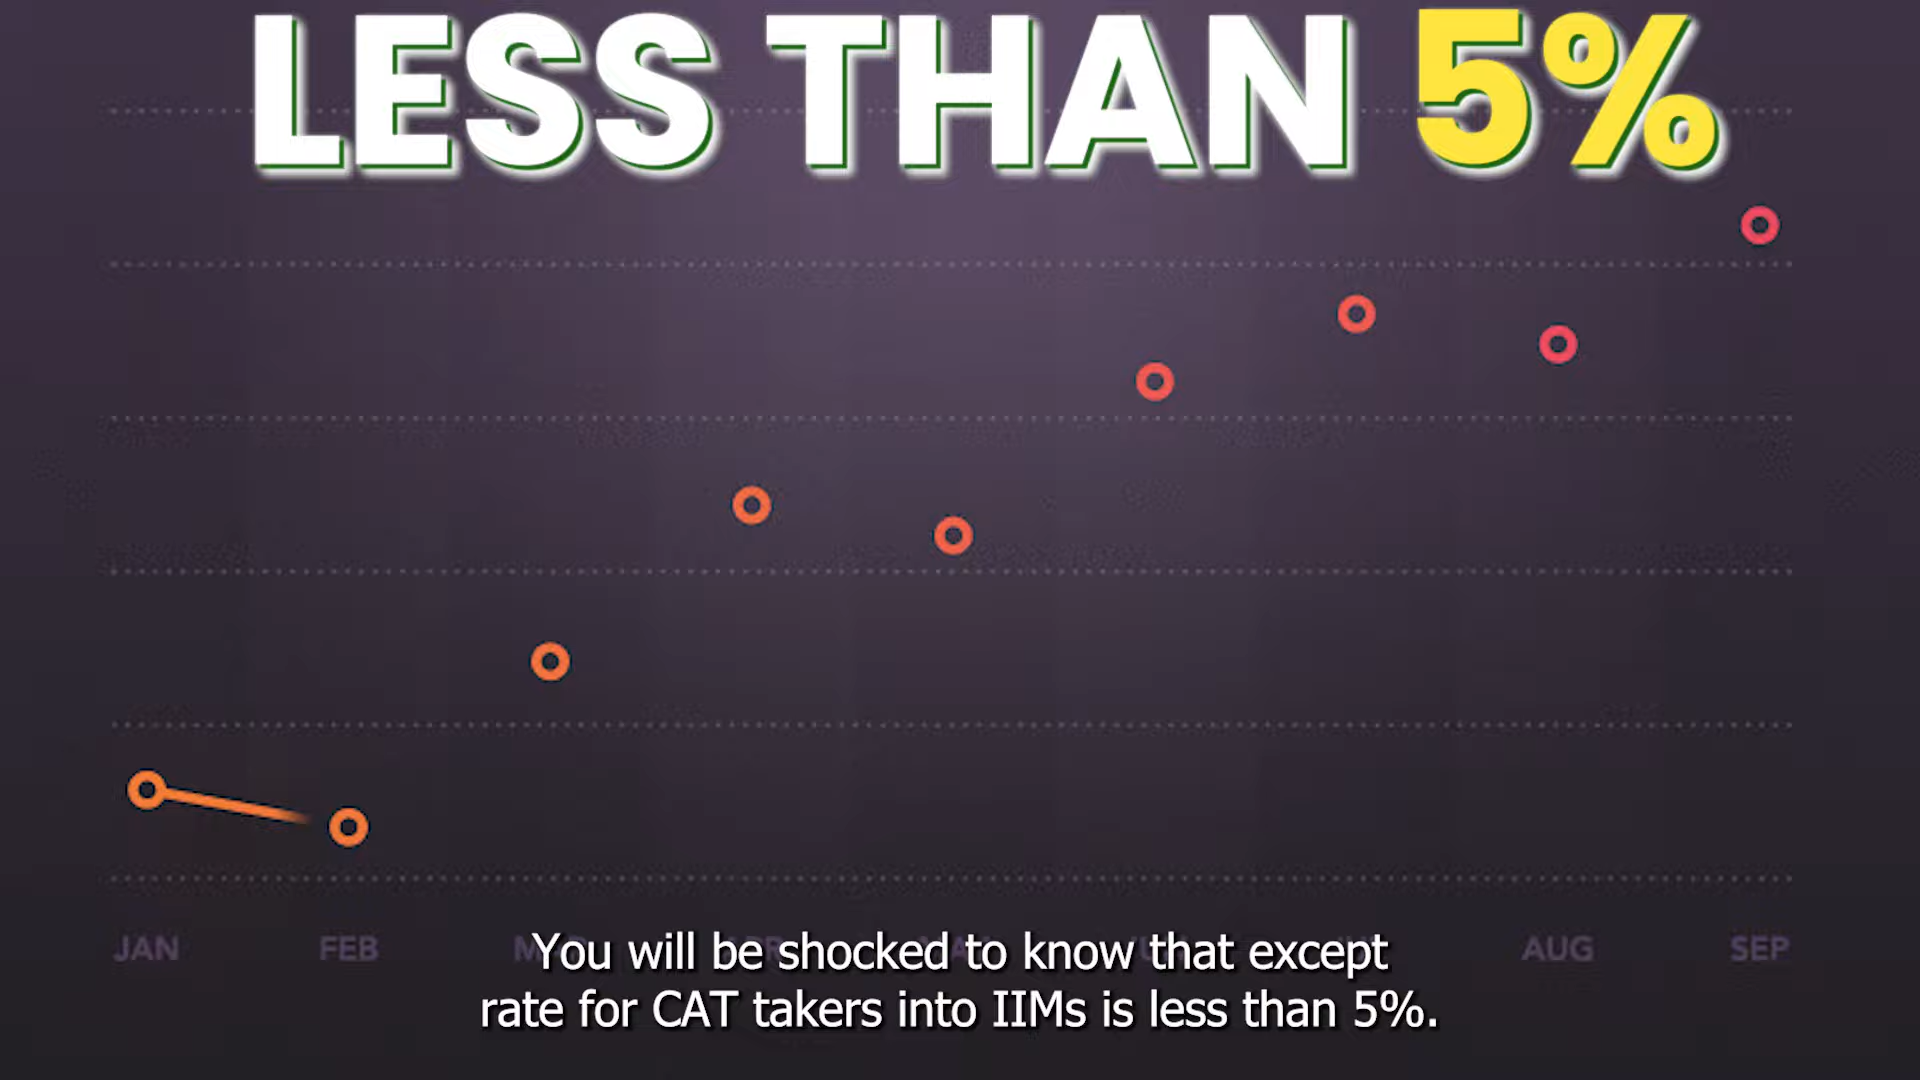 LESS THAN 5%
JAN FEB AUG SEP
You will be shocked to know that except
rate for CAT takers into IIMs is less than 5%.